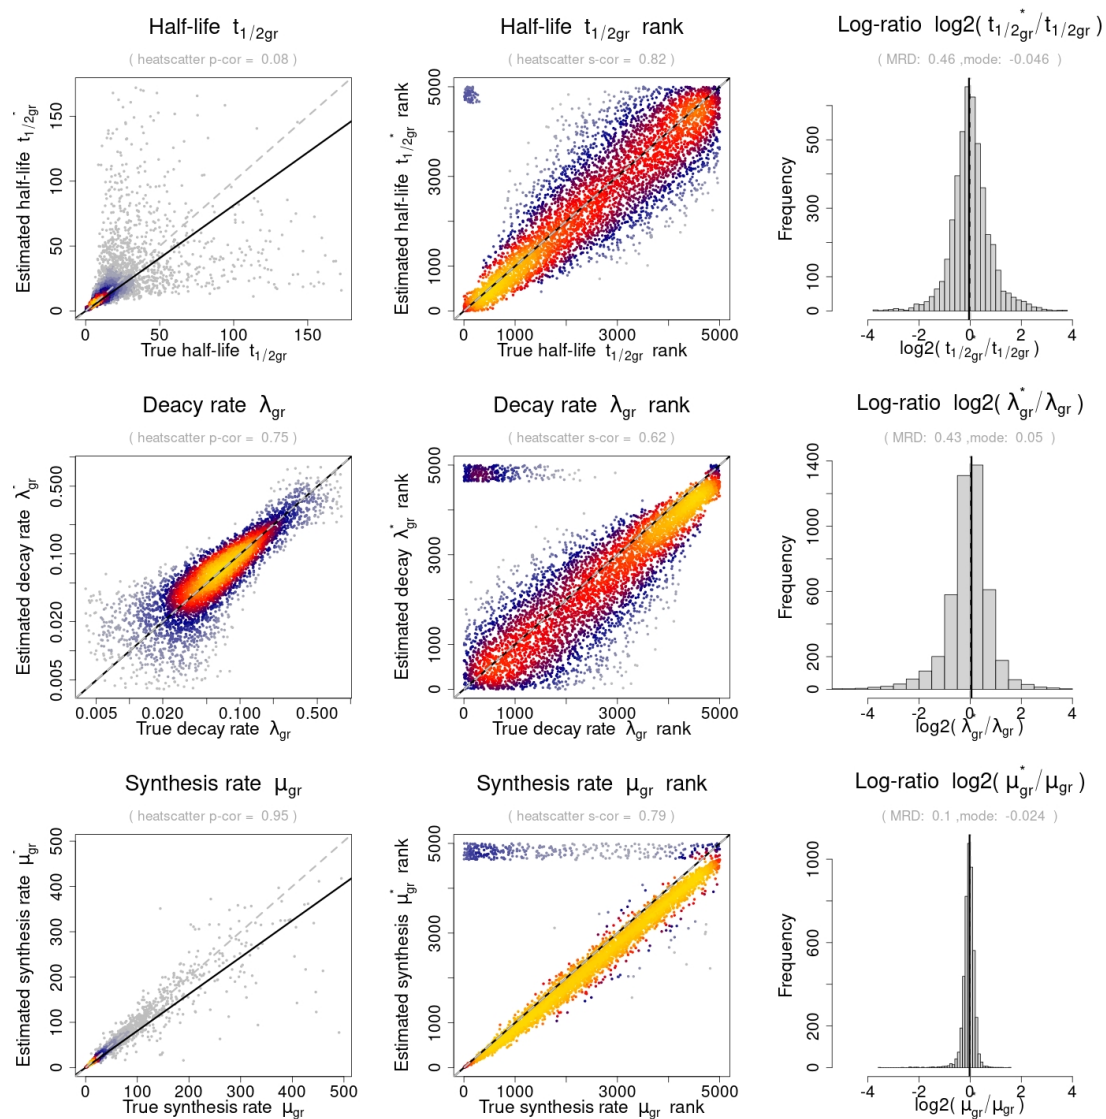 Half-life t1/2gr
( heatscatter p-cor = 0.08 )
Estimated half-life t*1/2gr
150
100
50
0
0 50 100 150
True half-life t1/2gr
Half-life t1/2gr rank
( heatscatter s-cor = 0.82 )
Estimated half-life t*1/2gr rank
5000
3000
1000
0
0 1000 3000 5000
True half-life t1/2gr rank
Log-ratio log2( t*1/2gr/t1/2gr )
( MRD: 0.46 ,mode: -0.046 )
Frequency
500
300
100
0
-4 -2 0 2 4
log2( t1/2gr/t1/2gr )
Deacy rate λgr
( heatscatter p-cor = 0.75 )
Estimated decay rate λ*gr
0.500
0.100
0.020
0.005
0.005 0.020 0.100 0.500
True decay rate λgr
Decay rate λgr rank
( heatscatter s-cor = 0.62 )
Estimated decay λ*gr rank
5000
3000
1000
0
0 1000 3000 5000
True decay rate λgr rank
Log-ratio log2( λ*gr/λgr )
( MRD: 0.43 ,mode: 0.05 )
Frequency
1400
1000
600
200
0
-4 -2 0 2 4
log2( λgr/λgr )
Synthesis rate μgr
( heatscatter p-cor = 0.95 )
Estimated synthesis rate μ*gr
500
400
300
200
100
0
0 100 200 300 400 500
True synthesis rate μgr
Synthesis rate μgr rank
( heatscatter s-cor = 0.79 )
Estimated synthesis μ*gr rank
5000
3000
1000
0
0 1000 3000 5000
True synthesis rate μgr rank
Log-ratio log2( μ*gr/μgr )
( MRD: 0.1 ,mode: -0.024 )
Frequency
1000
600
200
0
-4 -2 0 2 4
log2( μgr/μgr )